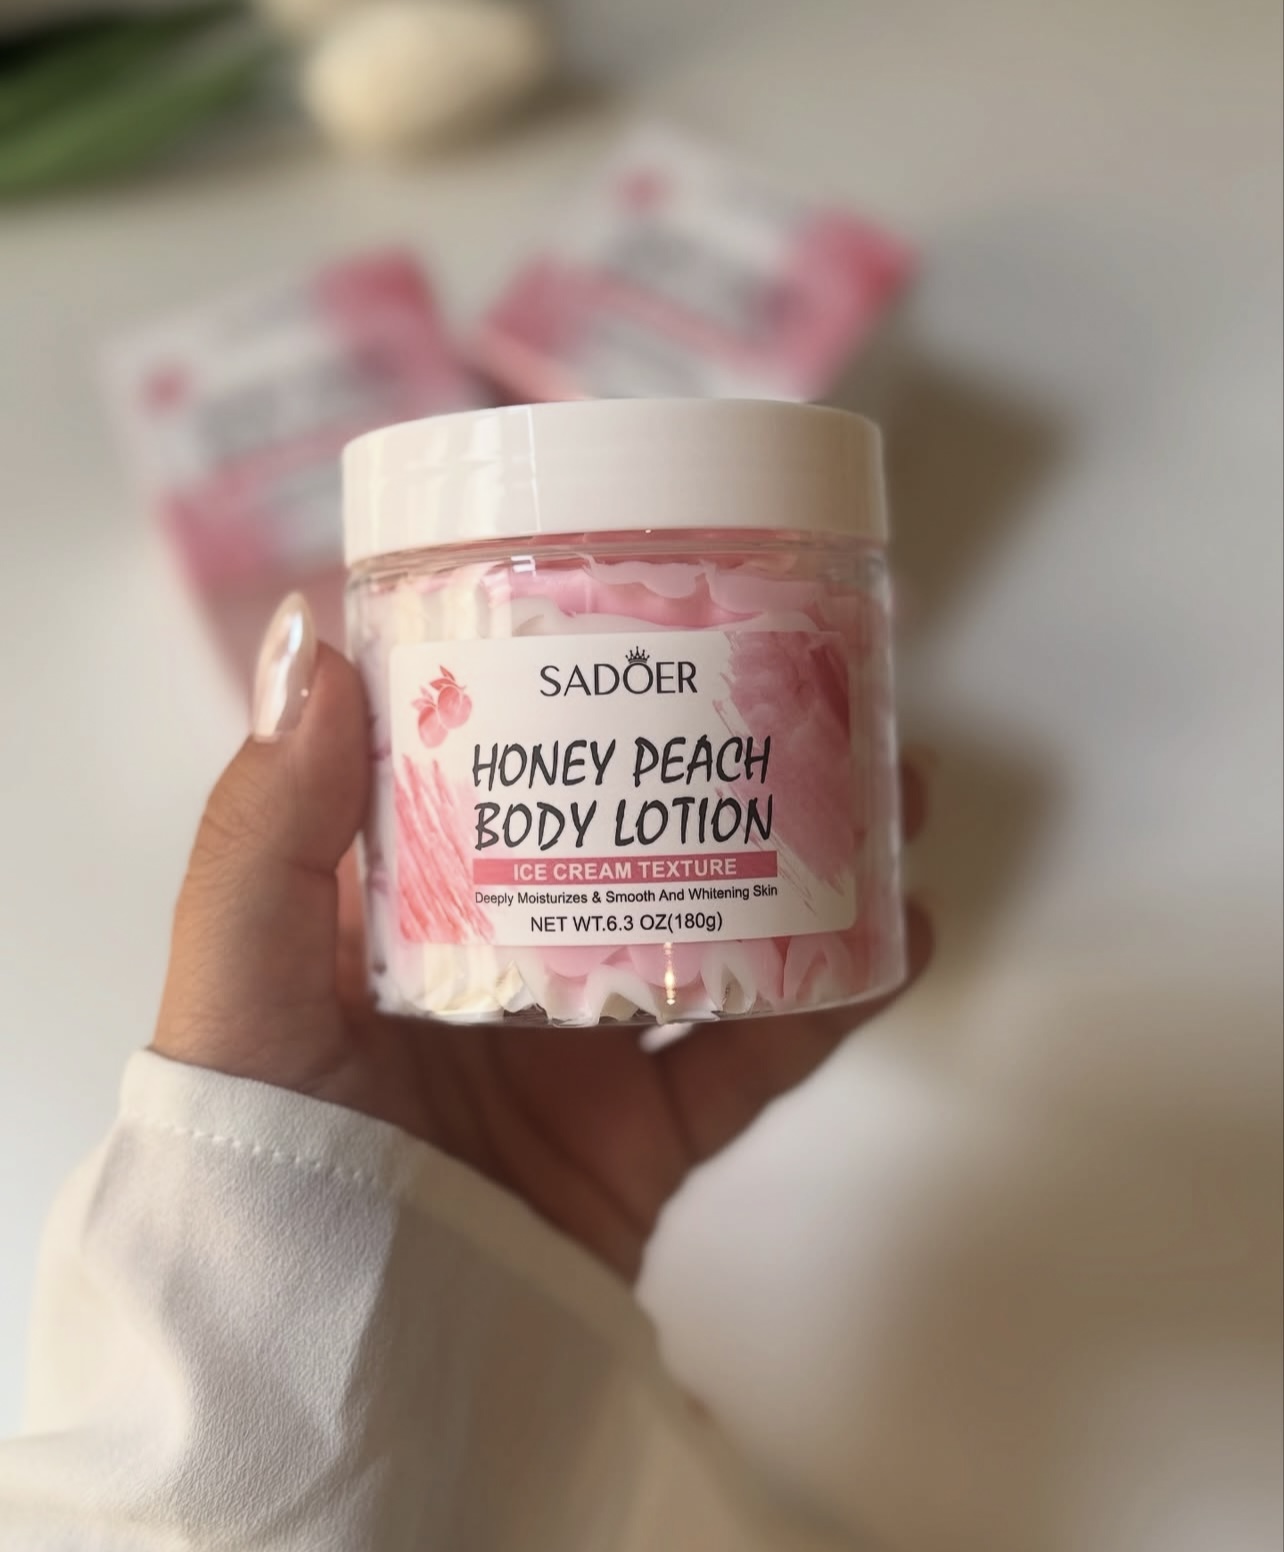 SADOER
HONEY PEACH
BODY LOTION
ICE CREAM TEXTURE
Deeply Moisturizes & Smooth And Whitening Skin
NET WT.6.3 OZ(180g)